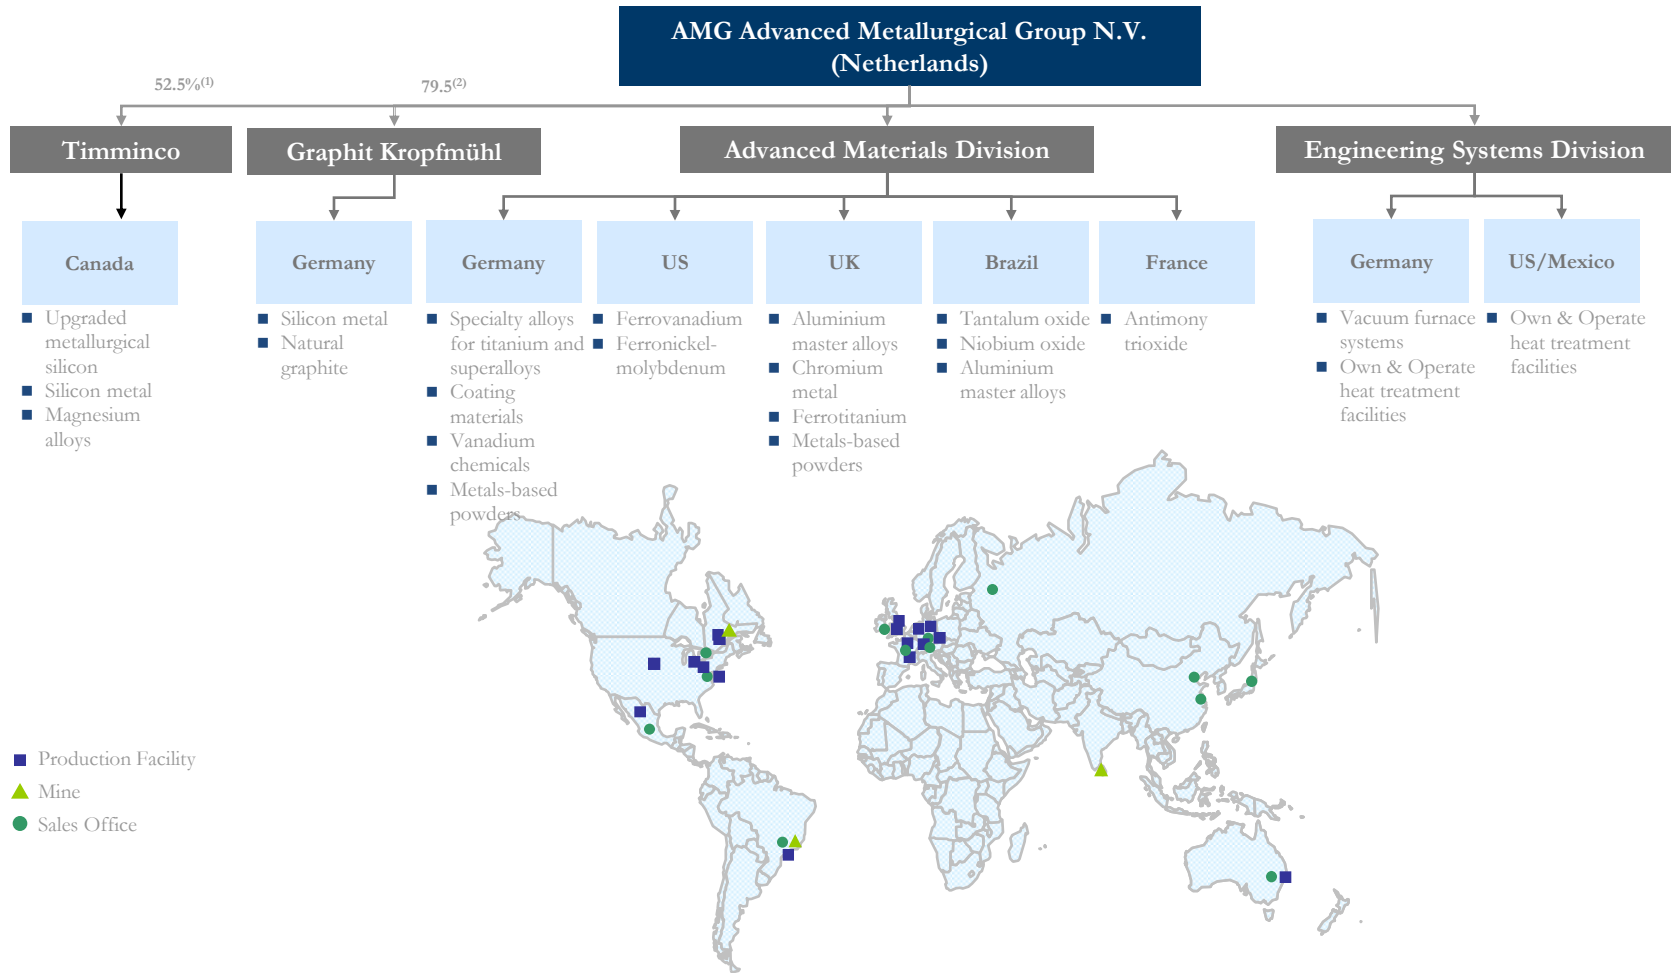 AMG Advanced Metallurgical Group N.V.
(Netherlands)
52.5%(1)
79.5(2)
Timminco
Graphit Kropfmühl
Advanced Materials Division
Engineering Systems Division
Canada
Upgraded
metallurgical
silicon
Silicon metal
Magnesium
alloys
Germany
Silicon metal
Natural
graphite
Germany
Specialty alloys
for titanium and
superalloys
Coating
materials
Vanadium
chemicals
Metals-based
powders
US
Ferrovanadium
Ferronickel-
molybdenum
UK
Aluminium
master alloys
Chromium
metal
Ferrotitanium
Metals-based
powders
Brazil
Tantalum oxide
Niobium oxide
Aluminium
master alloys
France
Antimony
trioxide
Germany
Vacuum furnace
systems
Own & Operate
heat treatment
facilities
US/Mexico
Own & Operate
heat treatment
facilities
Production Facility
Mine
Sales Office